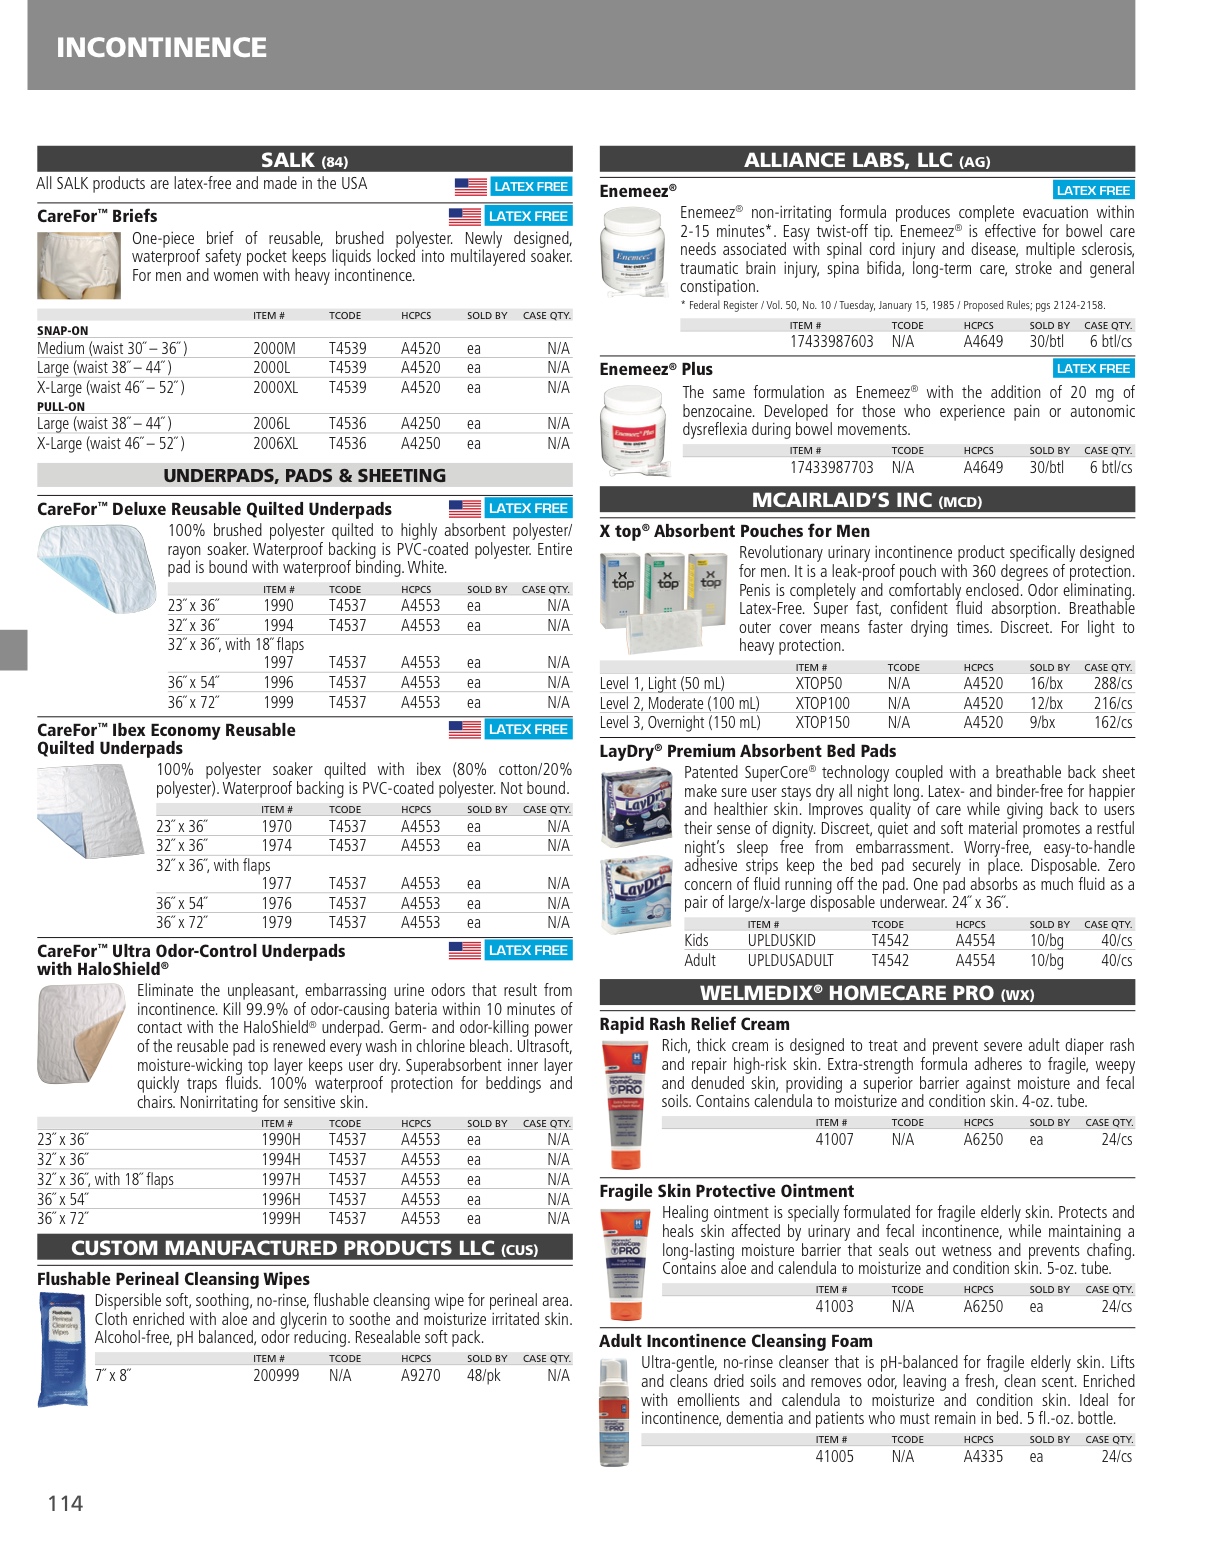 INCONTINENCE
SALK (84)
All SALK products are latex-free and made in the USA
LATEX FREE
CareFor™ Briefs
LATEX FREE
One-piece brief of reusable, brushed polyester. Newly designed,
waterproof safety pocket keeps liquids locked into multilayered soaker.
For men and women with heavy incontinence.
ITEM # TCODE HCPCS SOLD BY CASE QTY.
SNAP-ON
Medium (waist 30˝ – 36˝ ) 2000M T4539 A4520 ea N/A
Large (waist 38˝ – 44˝ ) 2000L T4539 A4520 ea N/A
X-Large (waist 46˝ – 52˝ ) 2000XL T4539 A4520 ea N/A
PULL-ON
Large (waist 38˝ – 44˝ ) 2006L T4536 A4250 ea N/A
X-Large (waist 46˝ – 52˝ ) 2006XL T4536 A4250 ea N/A
UNDERPADS, PADS & SHEETING
CareFor™ Deluxe Reusable Quilted Underpads
LATEX FREE
100% brushed polyester quilted to highly absorbent polyester/
rayon soaker. Waterproof backing is PVC-coated polyester. Entire
pad is bound with waterproof binding. White.
ITEM # TCODE HCPCS SOLD BY CASE QTY.
23˝ x 36˝ 1990 T4537 A4553 ea N/A
32˝ x 36˝ 1994 T4537 A4553 ea N/A
32˝ x 36˝, with 18˝ flaps
1997 T4537 A4553 ea N/A
36˝ x 54˝ 1996 T4537 A4553 ea N/A
36˝ x 72˝ 1999 T4537 A4553 ea N/A
CareFor™ Ibex Economy Reusable
Quilted Underpads
LATEX FREE
100% polyester soaker quilted with ibex (80% cotton/20%
polyester). Waterproof backing is PVC-coated polyester. Not bound.
ITEM # TCODE HCPCS SOLD BY CASE QTY.
23˝ x 36˝ 1970 T4537 A4553 ea N/A
32˝ x 36˝ 1974 T4537 A4553 ea N/A
32˝ x 36˝, with flaps
1977 T4537 A4553 ea N/A
36˝ x 54˝ 1976 T4537 A4553 ea N/A
36˝ x 72˝ 1979 T4537 A4553 ea N/A
CareFor™ Ultra Odor-Control Underpads
with HaloShield®
LATEX FREE
Eliminate the unpleasant, embarrassing urine odors that result from
incontinence. Kill 99.9% of odor-causing bateria within 10 minutes of
contact with the HaloShield® underpad. Germ- and odor-killing power
of the reusable pad is renewed every wash in chlorine bleach. Ultrasoft,
moisture-wicking top layer keeps user dry. Superabsorbent inner layer
quickly traps fluids. 100% waterproof protection for beddings and
chairs. Nonirritating for sensitive skin.
ITEM # TCODE HCPCS SOLD BY CASE QTY.
23˝ x 36˝ 1990H T4537 A4553 ea N/A
32˝ x 36˝ 1994H T4537 A4553 ea N/A
32˝ x 36˝, with 18˝ flaps 1997H T4537 A4553 ea N/A
36˝ x 54˝ 1996H T4537 A4553 ea N/A
36˝ x 72˝ 1999H T4537 A4553 ea N/A
CUSTOM MANUFACTURED PRODUCTS LLC (CUS)
Flushable Perineal Cleansing Wipes
Flushable
Perineal
Cleansing
Wipes
Dispersible soft, soothing, no-rinse, flushable cleansing wipe for perineal area.
Cloth enriched with aloe and glycerin to soothe and moisturize irritated skin.
Alcohol-free, pH balanced, odor reducing. Resealable soft pack.
ITEM # TCODE HCPCS SOLD BY CASE QTY.
7˝ x 8˝ 200999 N/A A9270 48/pk N/A
114
ALLIANCE LABS, LLC (AG)
Enemeez®
LATEX FREE
Enemeez
MINI ENEMA
Enemeez® non-irritating formula produces complete evacuation within
2-15 minutes*. Easy twist-off tip. Enemeez® is effective for bowel care
needs associated with spinal cord injury and disease, multiple sclerosis,
traumatic brain injury, spina bifida, long-term care, stroke and general
constipation.
* Federal Register / Vol. 50, No. 10 / Tuesday, January 15, 1985 / Proposed Rules; pgs 2124-2158.
ITEM # TCODE HCPCS SOLD BY CASE QTY.
17433987603 N/A A4649 30/btl 6 btl/cs
Enemeez® Plus
LATEX FREE
Enemeez Plus
MINI ENEMA
The same formulation as Enemeez® with the addition of 20 mg of
benzocaine. Developed for those who experience pain or autonomic
dysreflexia during bowel movements.
ITEM # TCODE HCPCS SOLD BY CASE QTY.
17433987703 N/A A4649 30/btl 6 btl/cs
MCAIRLAID’S INC (MCD)
X top® Absorbent Pouches for Men
X top
X top
X top
Revolutionary urinary incontinence product specifically designed
for men. It is a leak-proof pouch with 360 degrees of protection.
Penis is completely and comfortably enclosed. Odor eliminating.
Latex-Free. Super fast, confident fluid absorption. Breathable
outer cover means faster drying times. Discreet. For light to
heavy protection.
ITEM # TCODE HCPCS SOLD BY CASE QTY.
Level 1, Light (50 mL) XTOP50 N/A A4520 16/bx 288/cs
Level 2, Moderate (100 mL) XTOP100 N/A A4520 12/bx 216/cs
Level 3, Overnight (150 mL) XTOP150 N/A A4520 9/bx 162/cs
LayDry® Premium Absorbent Bed Pads
LayDry
LayDry
Patented SuperCore® technology coupled with a breathable back sheet
make sure user stays dry all night long. Latex- and binder-free for happier
and healthier skin. Improves quality of care while giving back to users
their sense of dignity. Discreet, quiet and soft material promotes a restful
night’s sleep free from embarrassment. Worry-free, easy-to-handle
adhesive strips keep the bed pad securely in place. Disposable. Zero
concern of fluid running off the pad. One pad absorbs as much fluid as a
pair of large/x-large disposable underwear. 24˝ x 36˝.
ITEM # TCODE HCPCS SOLD BY CASE QTY.
Kids UPLDUSKID T4542 A4554 10/bg 40/cs
Adult UPLDUSADULT T4542 A4554 10/bg 40/cs
WELMEDIX® HOMECARE PRO (WX)
Rapid Rash Relief Cream
HomeCare
PRO
Rich, thick cream is designed to treat and prevent severe adult diaper rash
and repair high-risk skin. Extra-strength formula adheres to fragile, weepy
and denuded skin, providing a superior barrier against moisture and fecal
soils. Contains calendula to moisturize and condition skin. 4-oz. tube.
ITEM # TCODE HCPCS SOLD BY CASE QTY.
41007 N/A A6250 ea 24/cs
Fragile Skin Protective Ointment
HomeCare
PRO
Healing ointment is specially formulated for fragile elderly skin. Protects and
heals skin affected by urinary and fecal incontinence, while maintaining a
long-lasting moisture barrier that seals out wetness and prevents chafing.
Contains aloe and calendula to moisturize and condition skin. 5-oz. tube.
ITEM # TCODE HCPCS SOLD BY CASE QTY.
41003 N/A A6250 ea 24/cs
Adult Incontinence Cleansing Foam
PRO
Ultra-gentle, no-rinse cleanser that is pH-balanced for fragile elderly skin. Lifts
and cleans dried soils and removes odor, leaving a fresh, clean scent. Enriched
with emollients and calendula to moisturize and condition skin. Ideal for
incontinence, dementia and patients who must remain in bed. 5 fl.-oz. bottle.
ITEM # TCODE HCPCS SOLD BY CASE QTY.
41005 N/A A4335 ea 24/cs